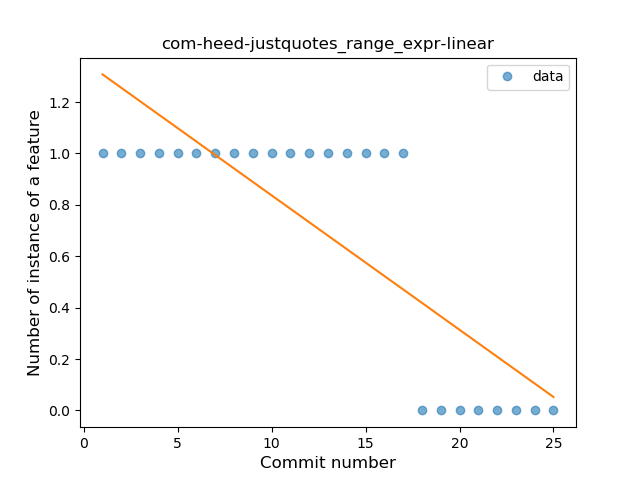 com-heed-justquotes_range_expr-linear
data
Number of instance of a feature
1.2
1.0
0.8
0.6
0.4
0.2
0.0
0 5 10 15 20 25
Commit number